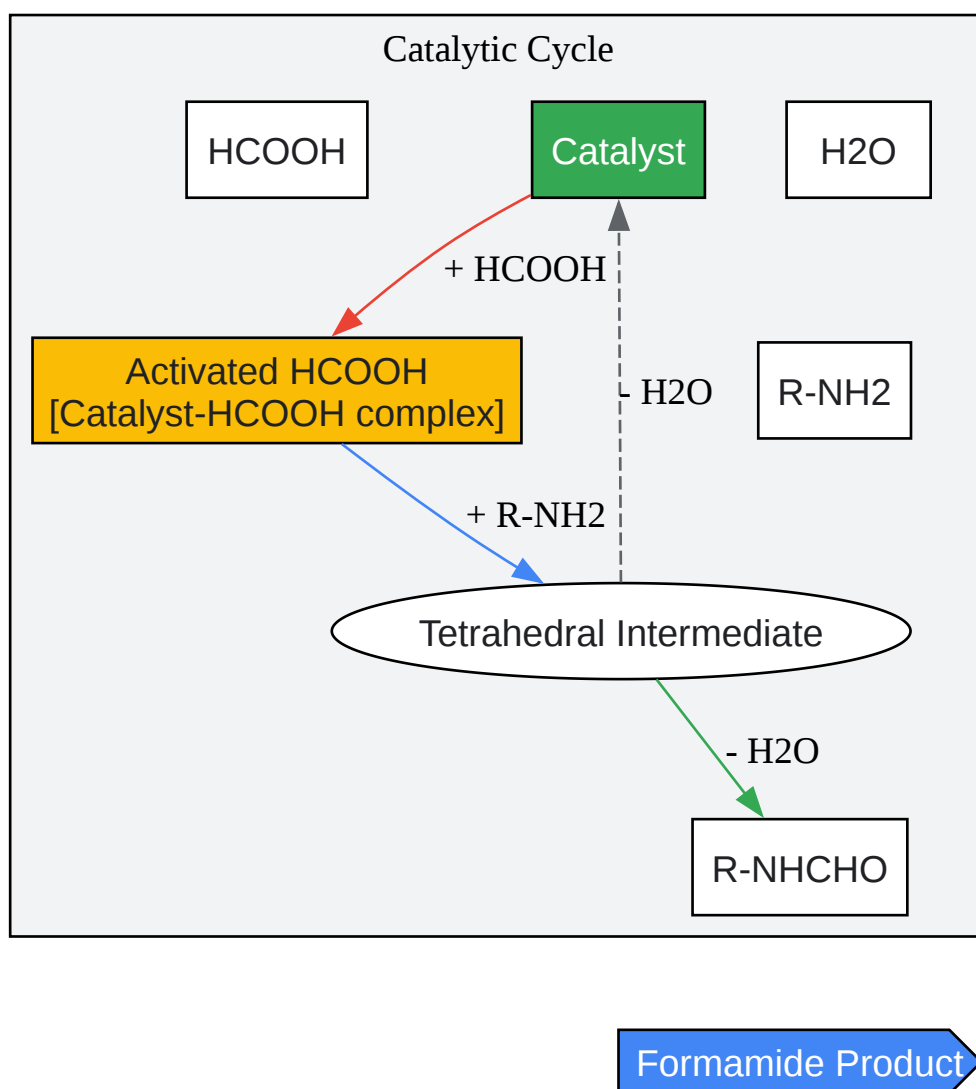 Catalytic Cycle
HCOOH
Catalyst
H2O
+ HCOOH
Activated HCOOH
[Catalyst-HCOOH complex]
- H2O
R-NH2
+ R-NH2
Tetrahedral Intermediate
- H2O
R-NHCHO
Formamide Product